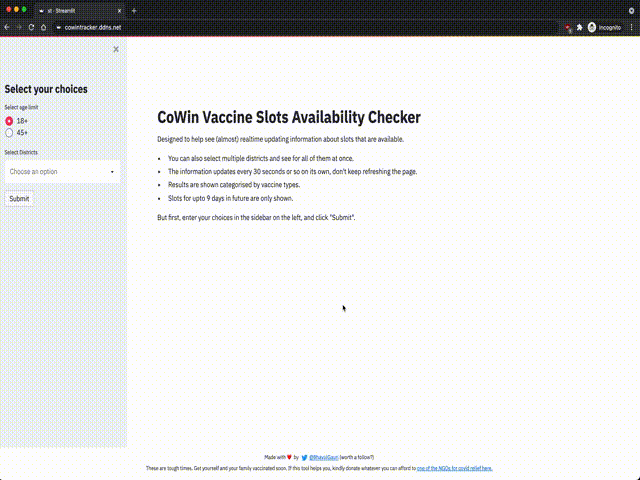 st · Streamlit
cowintracker.ddns.net
Incognito
Select your choices
Select age limit
18+
45+
Select Districts
Choose an option
Submit
CoWin Vaccine Slots Availability Checker
Designed to help see (almost) realtime updating information about slots that are available.
• You can also select multiple districts and see for all of them at once.
• The information updates every 30 seconds or so on its own, don't keep refreshing the page.
• Results are shown categorised by vaccine types.
• Slots for upto 9 days in future are only shown.
But first, enter your choices in the sidebar on the left, and click "Submit".
Made with ❤️ by (worth a follow?)
These are tough times. Get yourself and your family vaccinated soon. If this tool helps you, kindly donate whatever you can afford to one of the NGOs for covid relief here.